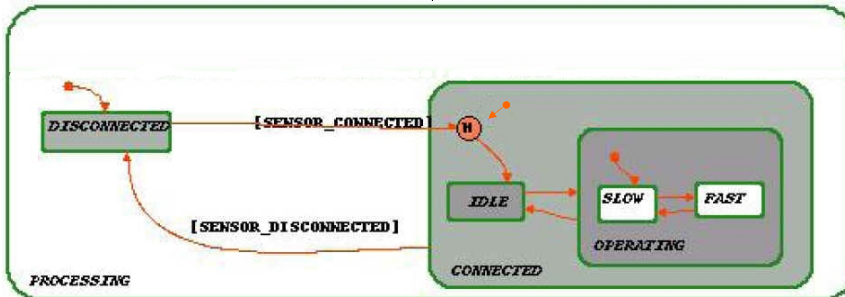 DISCONNECTED
[SENSOR_CONNECTED]
H
IDLE
SLOW
FAST
[SENSOR_DISCONNECTED]
OPERATING
CONNECTED
PROCESSING